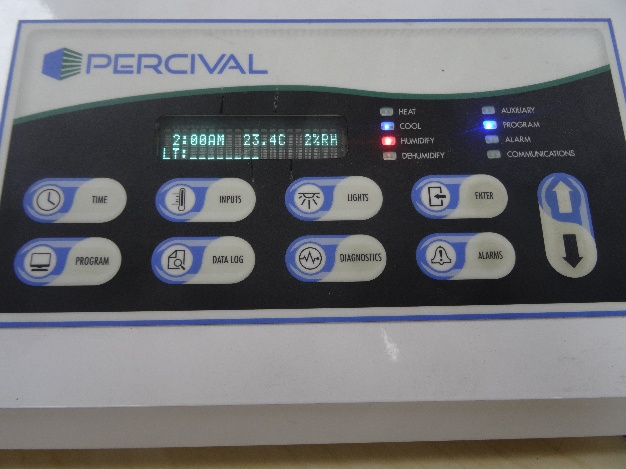 PERCIVAL
2:00AM 23.4C 2%RH
LT:
HEAT
COOL
HUMIDIFY
DEHUMIDIFY
AUXILIARY
PROGRAM
ALARM
COMMUNICATIONS
TIME
INPUTS
LIGHTS
ENTER
PROGRAM
DATA LOG
DIAGNOSTICS
ALARMS